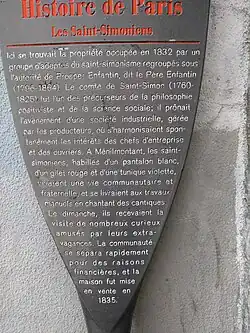 Histoire de Paris
Les Saint-Simoniens
Ici se trouvait la propriété occupée en 1832 par un
groupe d'adeptes du saint-simonisme regroupés sous
l'autorité de Prosper Enfantin, dit le Père Enfantin
(1796-1864). Le comte de Saint-Simon (1760-
1825) fut l'un des précurseurs de la philosophie
positiviste et de la science sociale; il prônait
l'avènement d'une société industrielle, gérée
par les producteurs, où s'harmonisaient spon-
tanément les intérêts des chefs d'entreprise
et des ouvriers. A Ménilmontant, les saint-
simoniens, habillés d'un pantalon blanc,
d'un gilet rouge et d'une tunique violette,
vivaient une vie communautaire et
fraternelle et se livraient aux travaux
manuels en chantant des cantiques.
Le dimanche, ils recevaient la
visite de nombreux curieux
amusés par leurs extra-
vagances. La communauté
se sépara rapidement
pour des raisons
financières, et la
maison fut mise
en vente en
1835.